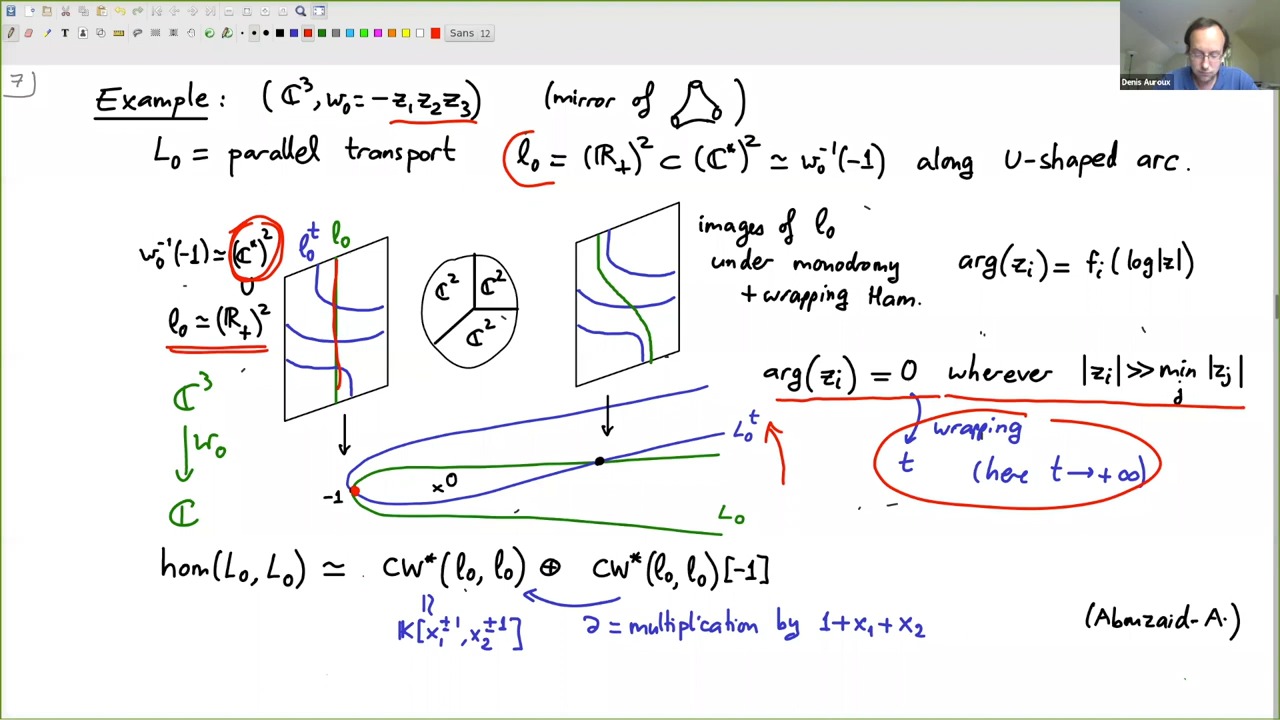 Sans 12
Denis Auroux
7)
Example: (ℂ³, w₀ = −z₁z₂z₃) (mirror of )
L₀ = parallel transport l₀ = (ℝ₊)² ⊂ (ℂ*)² ≃ w₀⁻¹(−1) along U-shaped arc.
w₀⁻¹(−1) ≃ (ℂ*)²
∪
l₀ ≃ (ℝ₊)²
l₀ᵗ l₀
ℂ² ℂ²
ℂ²
images of l₀
under monodromy
+ wrapping Ham.
arg(zᵢ) = fᵢ(log|z|)
arg(zᵢ) = 0 wherever |zᵢ| ≫ min |zⱼ|
j
wrapping
t (here t → +∞)
ℂ³
↓ w₀
ℂ
−1
× 0
L₀ᵗ
L₀
hom(L₀, L₀) ≃ CW*(l₀, l₀) ⊕ CW*(l₀, l₀)[−1]
𝕂[x₁^±1, x₂^±1] ∂ = multiplication by 1+x₁+x₂
(Abouzaid-A.)